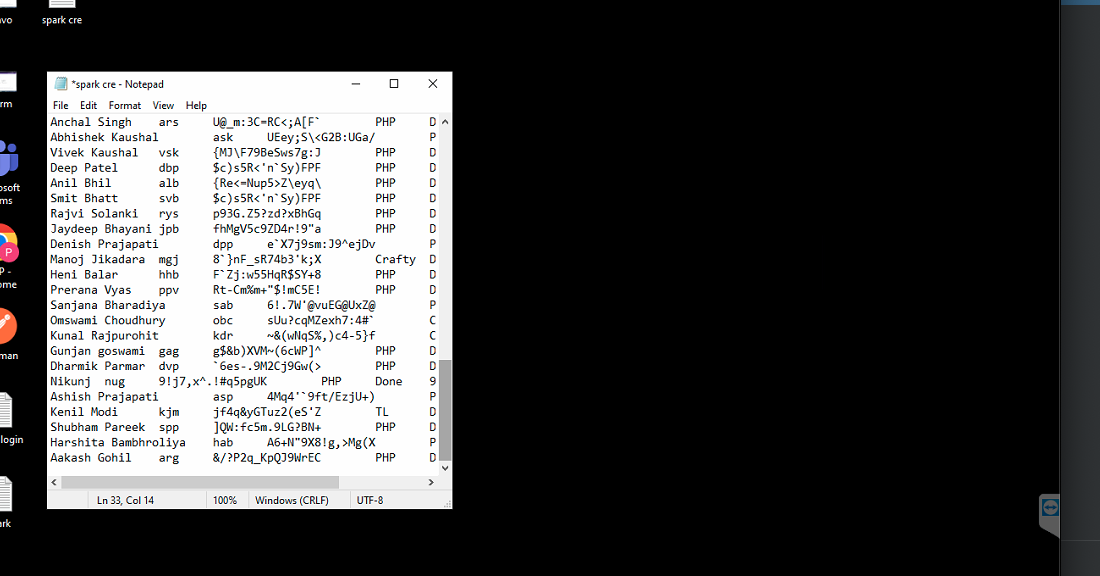 avo
spark cre
*spark cre - Notepad
File Edit Format View Help
Anchal Singh ars U@_m:3C=RC<;A[F` PHP D
Abhishek Kaushal ask UEey;S\<G2B:UGa/ P
Vivek Kaushal vsk {MJ\F79BeSws7g:J PHP D
Deep Patel dbp $c)s5R<'n`Sy)FPF PHP D
Anil Bhil alb {Re<=Nup5>Z\eyq\ PHP D
Smit Bhatt svb $c)s5R<'n`Sy)FPF PHP D
Rajvi Solanki rys p93G.Z5?zd?xBhGq PHP D
Jaydeep Bhayani jpb fhMgV5c9ZD4r!9"a PHP D
Denish Prajapati dpp e`X7j9sm:J9^ejDv P
Manoj Jikadara mgj 8`}nF_sR74b3'k;X Crafty D
Heni Balar hhb F`Zj:w55HqR$SY+8 PHP D
Prerana Vyas ppv Rt-Cm%m+"$!mC5E! PHP D
Sanjana Bharadiya sab 6!.7W'@vuEG@UxZ@ P
Omswami Choudhury obc sUu?cqMZexh7:4#` C
Kunal Rajpurohit kdr ~&(wNqS%,)c4-5}f C
Gunjan goswami gag g$&b)XVM~(6cWP]^ PHP D
Dharmik Parmar dvp `6es-.9M2Cj9Gw(> PHP D
Nikunj nug 9!j7,x^.!#q5pgUK PHP Done 9
Ashish Prajapati asp 4Mq4'`9ft/EzjU+) P
Kenil Modi kjm jf4q&yGTuz2(eS'Z TL D
Shubham Pareek spp ]QW:fc5m.9LG?BN+ PHP D
Harshita Bambhroliya hab A6+N"9X8!g,>Mg(X P
Aakash Gohil arg &/?P2q_KpQJ9WrEC PHP D
Ln 33, Col 14 100% Windows (CRLF) UTF-8
rm
osoft
ms
P
P -
ome
man
login
ark